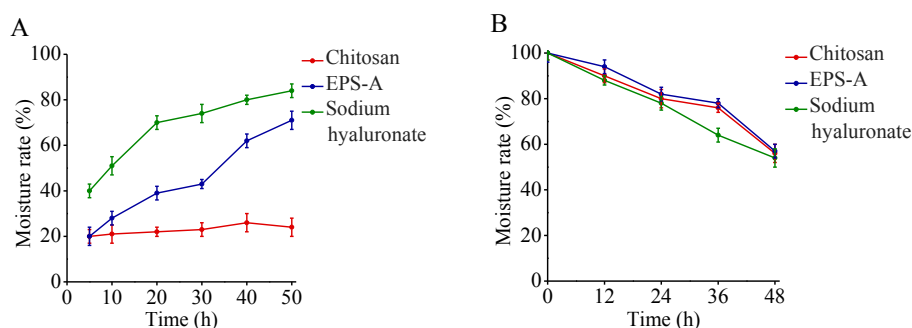 A
Moisture rate (%)
100
80
60
40
20
0
0 10 20 30 40 50
Time (h)
Chitosan
EPS-A
Sodium
hyaluronate
B
Moisture rate (%)
100
80
60
40
20
0
0 12 24 36 48
Time (h)
Chitosan
EPS-A
Sodium
hyaluronate